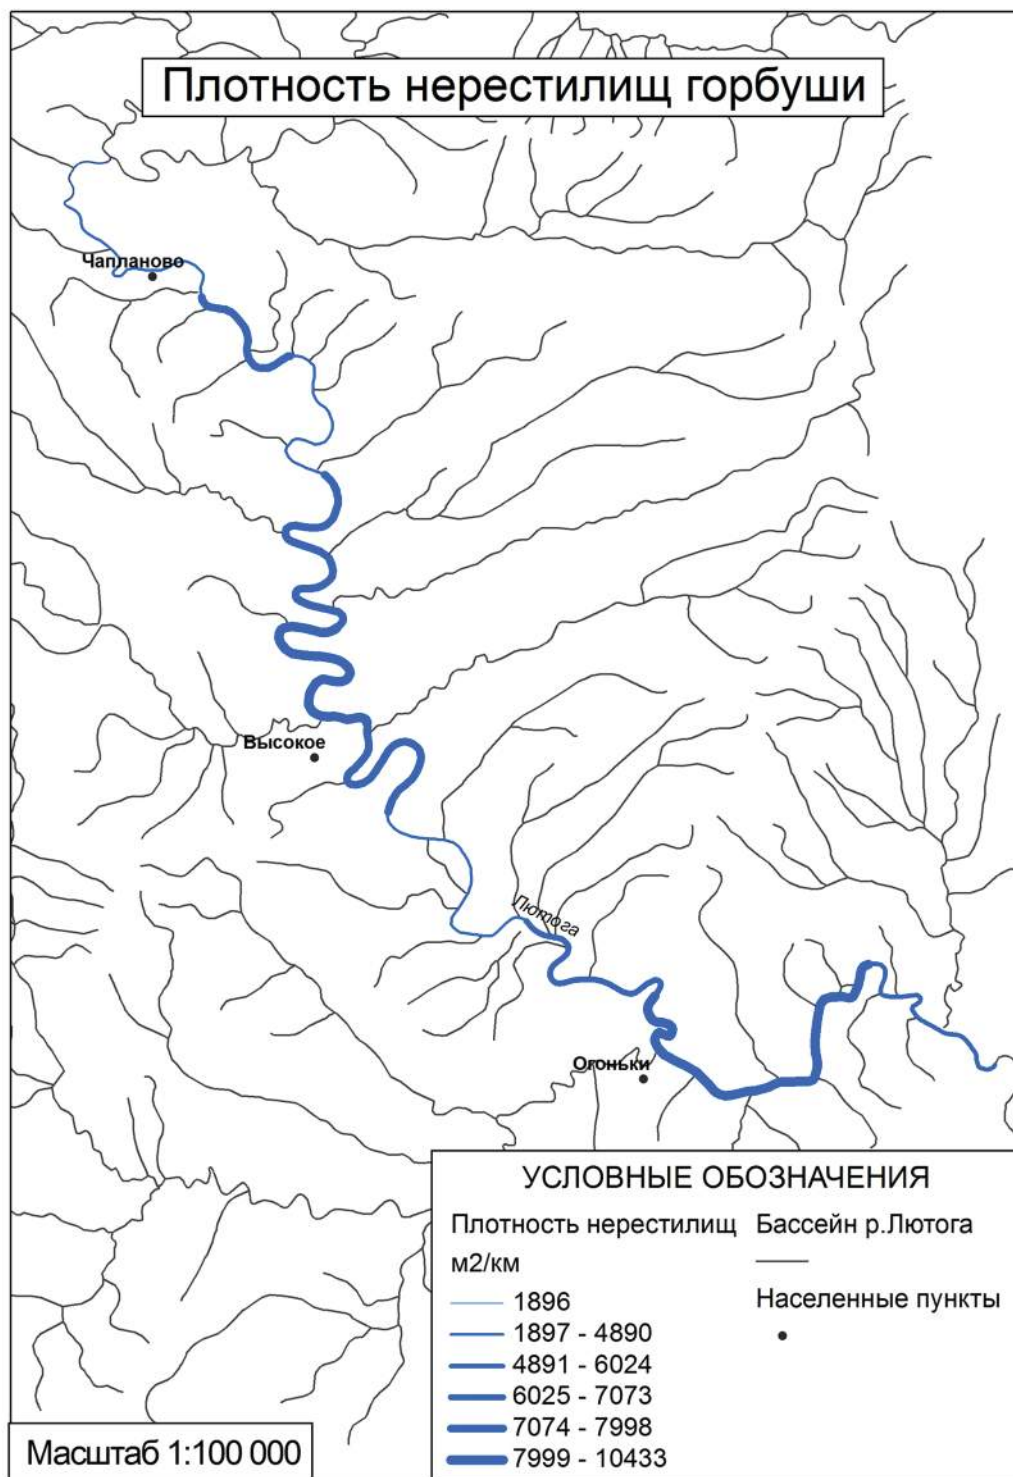 Плотность нерестилищ горбуши
Чапланово
Высокое
Лютога
Огоньки
УСЛОВНЫЕ ОБОЗНАЧЕНИЯ
Плотность нерестилищ
м2/км
1896
1897 - 4890
4891 - 6024
6025 - 7073
7074 - 7998
7999 - 10433
Бассейн р.Лютога
Населенные пункты
Масштаб 1:100 000